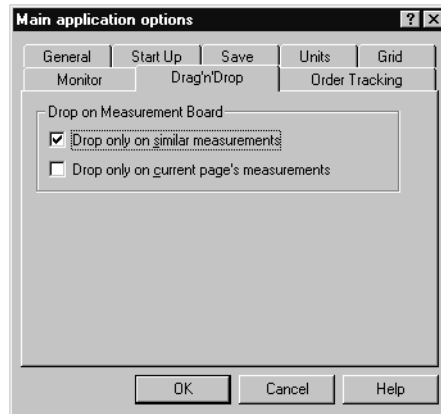 Main application options
General Start Up Save Units Grid
Monitor Drag'n'Drop Order Tracking
Drop on Measurement Board
Drop only on similar measurements
Drop only on current page's measurements
OK Cancel Help